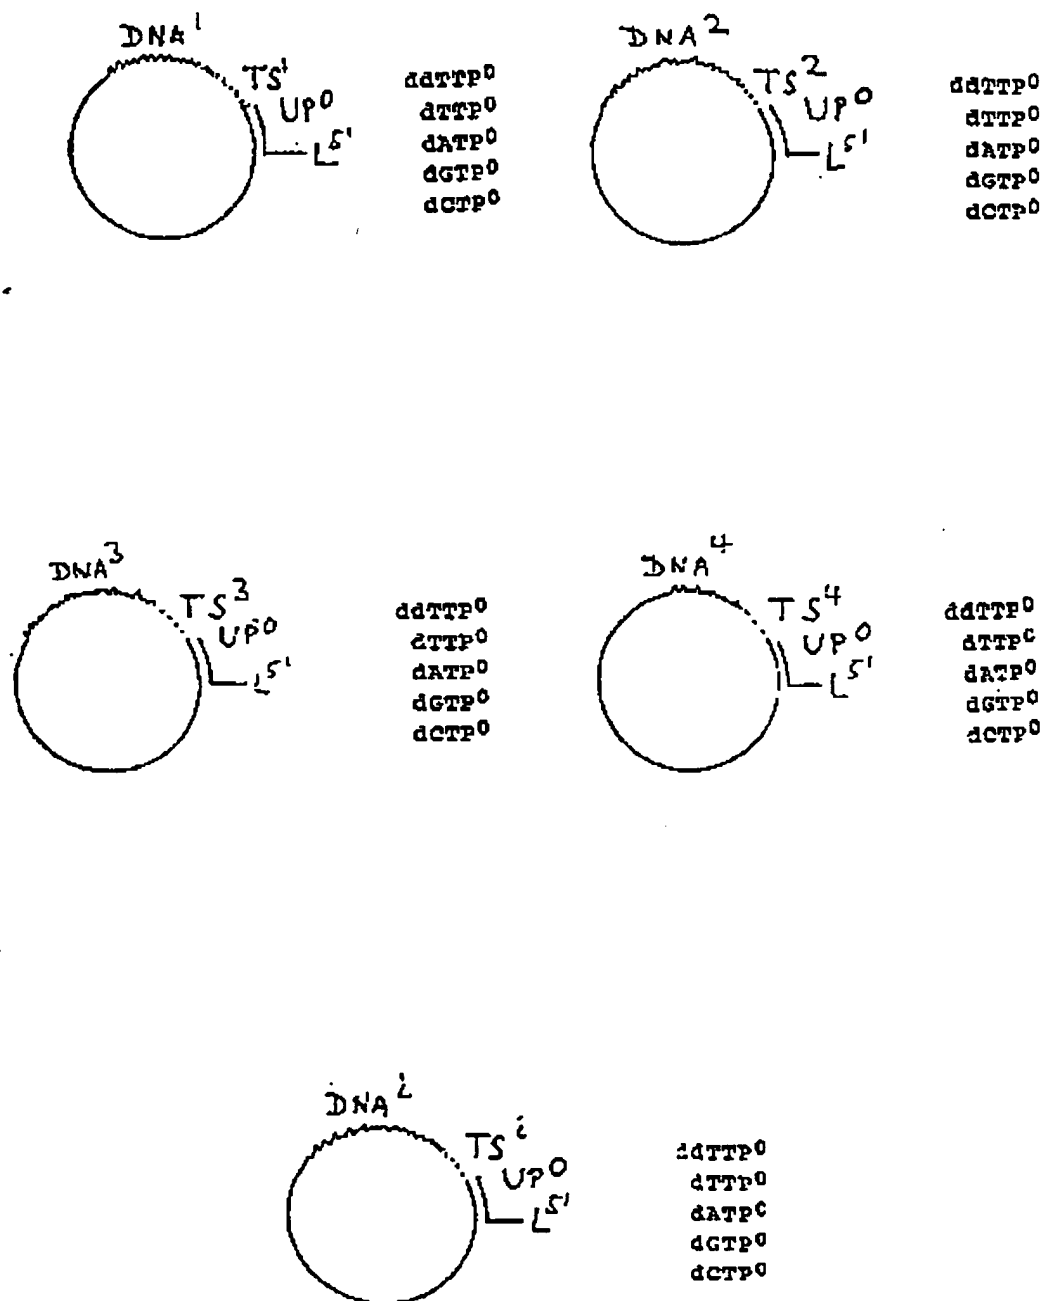 DNA¹
TS¹
UP⁰
L⁵'
ddTTP⁰
dTTP⁰
dATP⁰
dGTP⁰
dCTP⁰
DNA²
TS²
UP⁰
L⁵'
ddTTP⁰
dTTP⁰
dATP⁰
dGTP⁰
dCTP⁰
DNA³
TS³
UP⁰
L⁵'
ddTTP⁰
dTTP⁰
dATP⁰
dGTP⁰
dCTP⁰
DNA⁴
TS⁴
UP⁰
L⁵'
ddTTP⁰
dTTPᶜ
dATP⁰
dGTP⁰
dCTP⁰
DNAⁱ
TSⁱ
UP⁰
L⁵'
ddTTP⁰
dTTP⁰
dATPᶜ
dGTP⁰
dCTP⁰